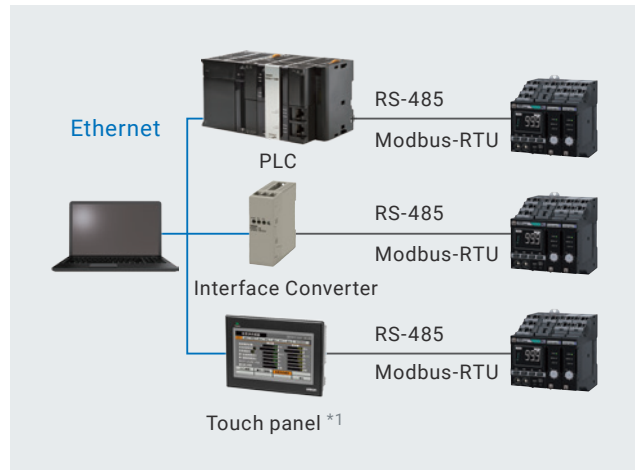 Ethernet
RS-485
Modbus-RTU
PLC
RS-485
Modbus-RTU
Interface Converter
RS-485
Modbus-RTU
Touch panel *1